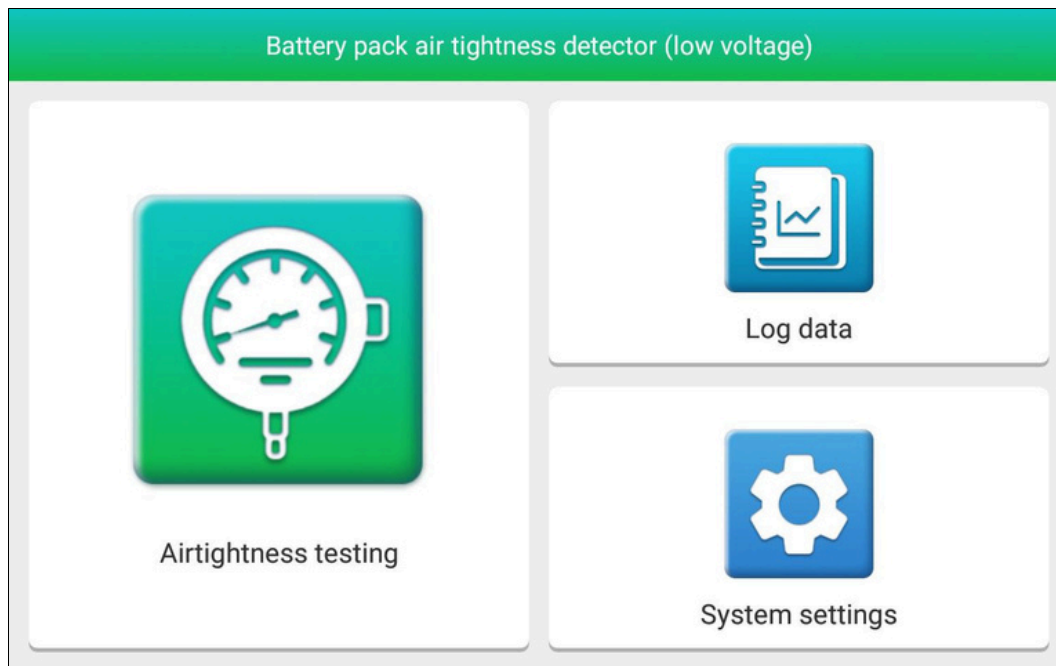 Battery pack air tightness detector (low voltage)
Airtightness testing
Log data
System settings